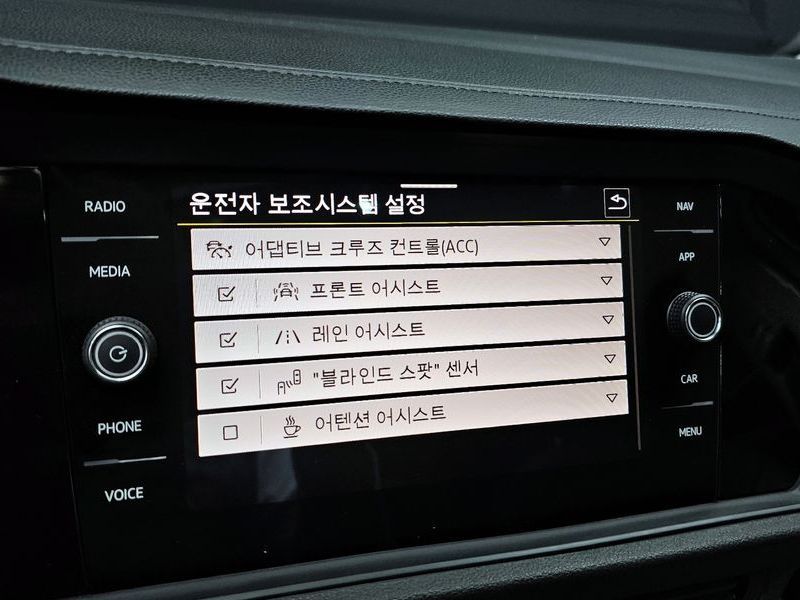 운전자 보조시스템 설정
어댑티브 크루즈 컨트롤(ACC)
프론트 어시스트
레인 어시스트
"블라인드 스팟" 센서
어텐션 어시스트
RADIO
MEDIA
PHONE
VOICE
NAV
APP
CAR
MENU